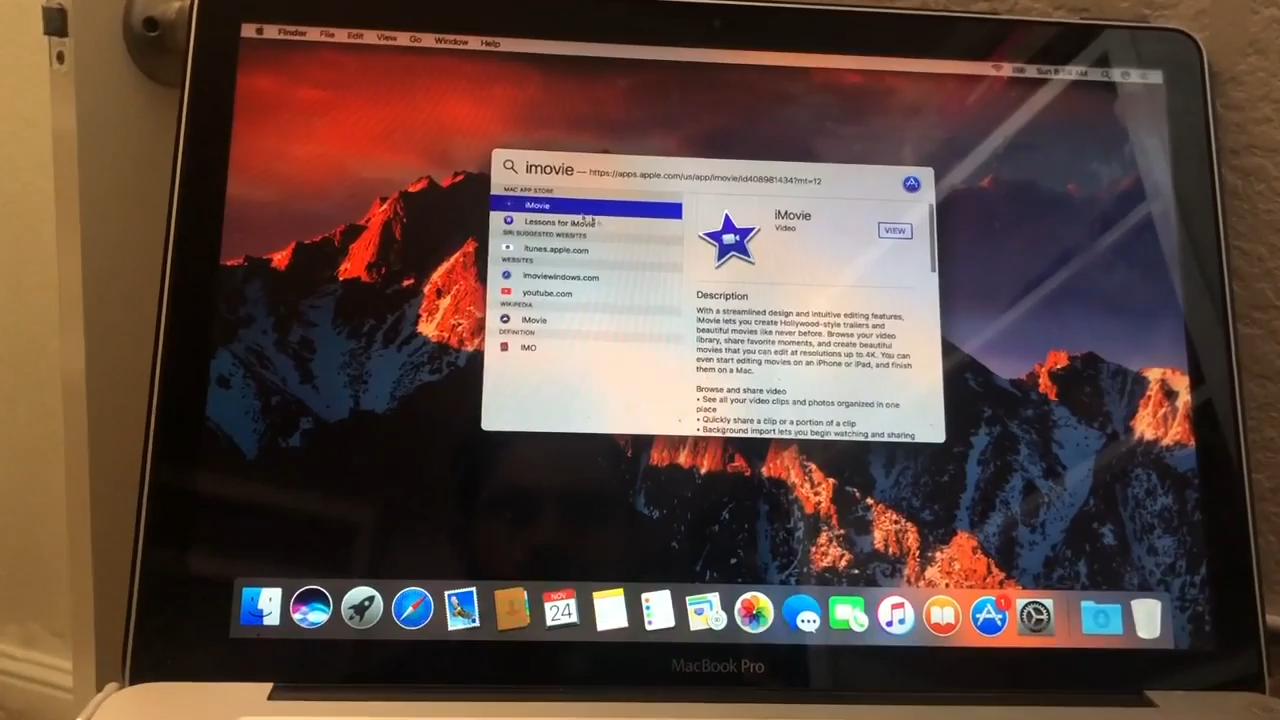 Finder File Edit View Go Window Help
Sun AM
imovie — https://apps.apple.com/us/app/imovie/id408981434?mt=12
MAC APP STORE
iMovie
Lessons for iMovie
SIRI SUGGESTED WEBSITES
itunes.apple.com
WEBSITES
imoviewindows.com
youtube.com
WIKIPEDIA
IMovie
DEFINITION
IMO
iMovie
Video
VIEW
Description
With a streamlined design and intuitive editing features,
iMovie lets you create Hollywood-style trailers and
beautiful movies like never before. Browse your video
library, share favorite moments, and create beautiful
movies that you can edit at resolutions up to 4K. You can
even start editing movies on an iPhone or iPad, and finish
them on a Mac.
Browse and share video
• See all your video clips and photos organized in one
place
• Quickly share a clip or a portion of a clip
• Background import lets you begin watching and sharing
NOV
24
1
MacBook Pro